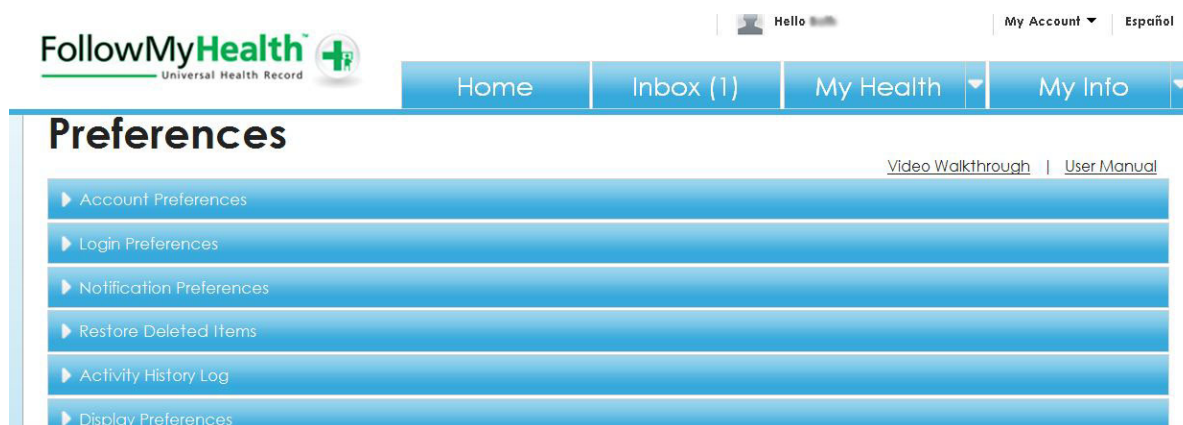 Hello
My Account
Español
FollowMyHealth™
Universal Health Record
Home
Inbox (1)
My Health
My Info
Preferences
Video Walkthrough | User Manual
Account Preferences
Login Preferences
Notification Preferences
Restore Deleted Items
Activity History Log
Display Preferences